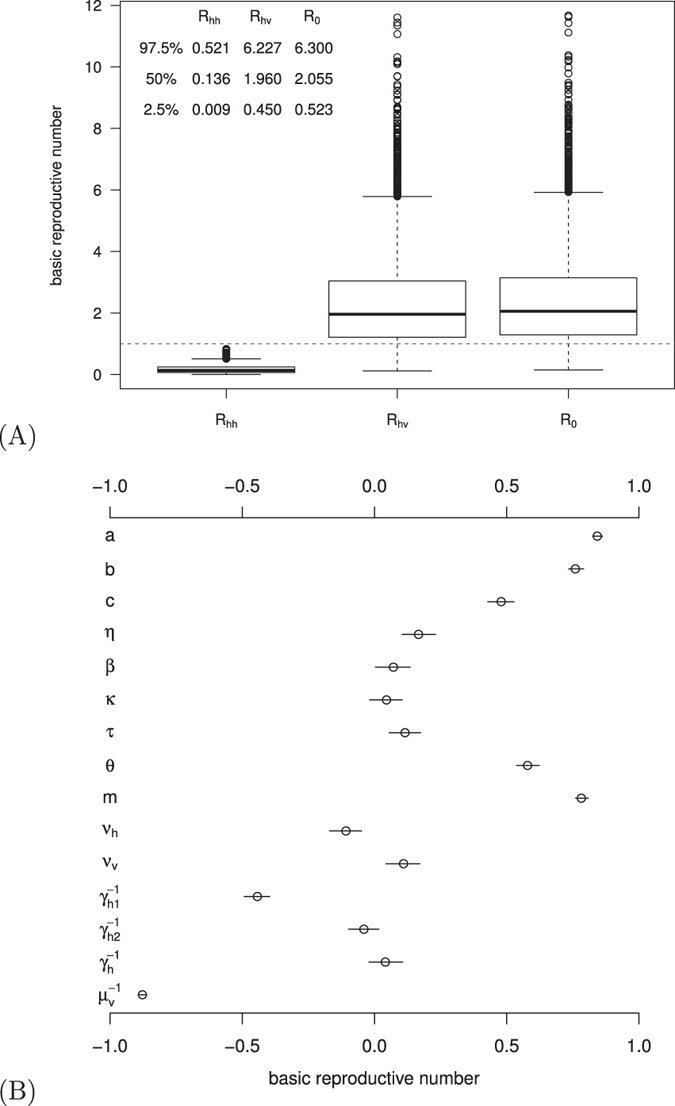 R_hh R_hv R_0
97.5% 0.521 6.227 6.300
50% 0.136 1.960 2.055
2.5% 0.009 0.450 0.523
basic reproductive number
12
10
8
6
4
2
0
R_hh R_hv R_0
(A)
−1.0 −0.5 0.0 0.5 1.0
a
b
c
η
β
κ
τ
θ
m
ν_h
ν_v
γ_h1^−1
γ_h2^−1
γ_h^−1
μ_v^−1
−1.0 −0.5 0.0 0.5 1.0
basic reproductive number
(B)